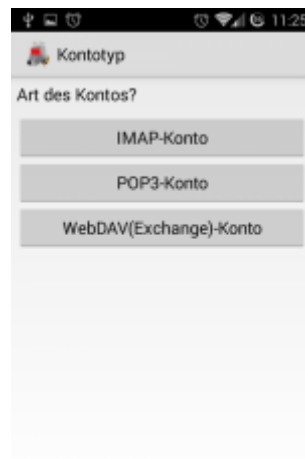 11:25
Kontotyp
Art des Kontos?
IMAP-Konto
POP3-Konto
WebDAV(Exchange)-Konto